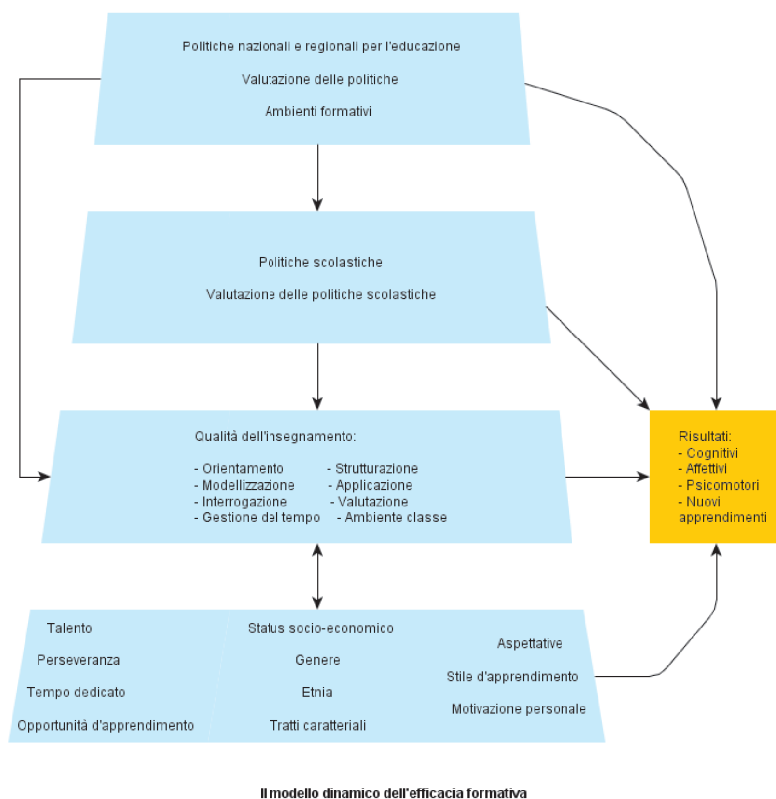 Politiche nazionali e regionali per l'educazione
Valutazione delle politiche
Ambienti formativi
Politiche scolastiche
Valutazione delle politiche scolastiche
Qualità dell'insegnamento:
- Orientamento - Strutturazione
- Modellizzazione - Applicazione
- Interrogazione - Valutazione
- Gestione del tempo - Ambiente classe
Risultati:
- Cognitivi
- Affettivi
- Psicomotori
- Nuovi
apprendimenti
Talento
Perseveranza
Tempo dedicato
Opportunità d'apprendimento
Status socio-economico
Genere
Etnia
Tratti caratteriali
Aspettative
Stile d'apprendimento
Motivazione personale
Il modello dinamico dell'efficacia formativa